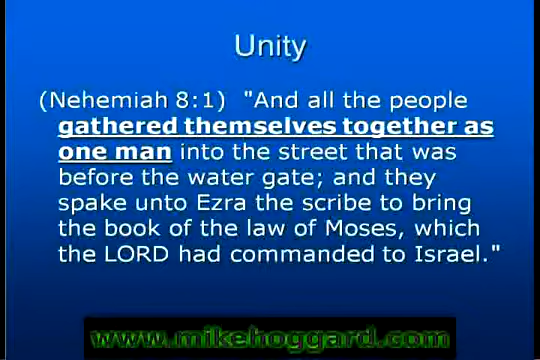 Unity
(Nehemiah 8:1)  "And all the people
gathered themselves together as
one man into the street that was
before the water gate; and they
spake unto Ezra the scribe to bring
the book of the law of Moses, which
the LORD had commanded to Israel."
www.mikehoggard.com